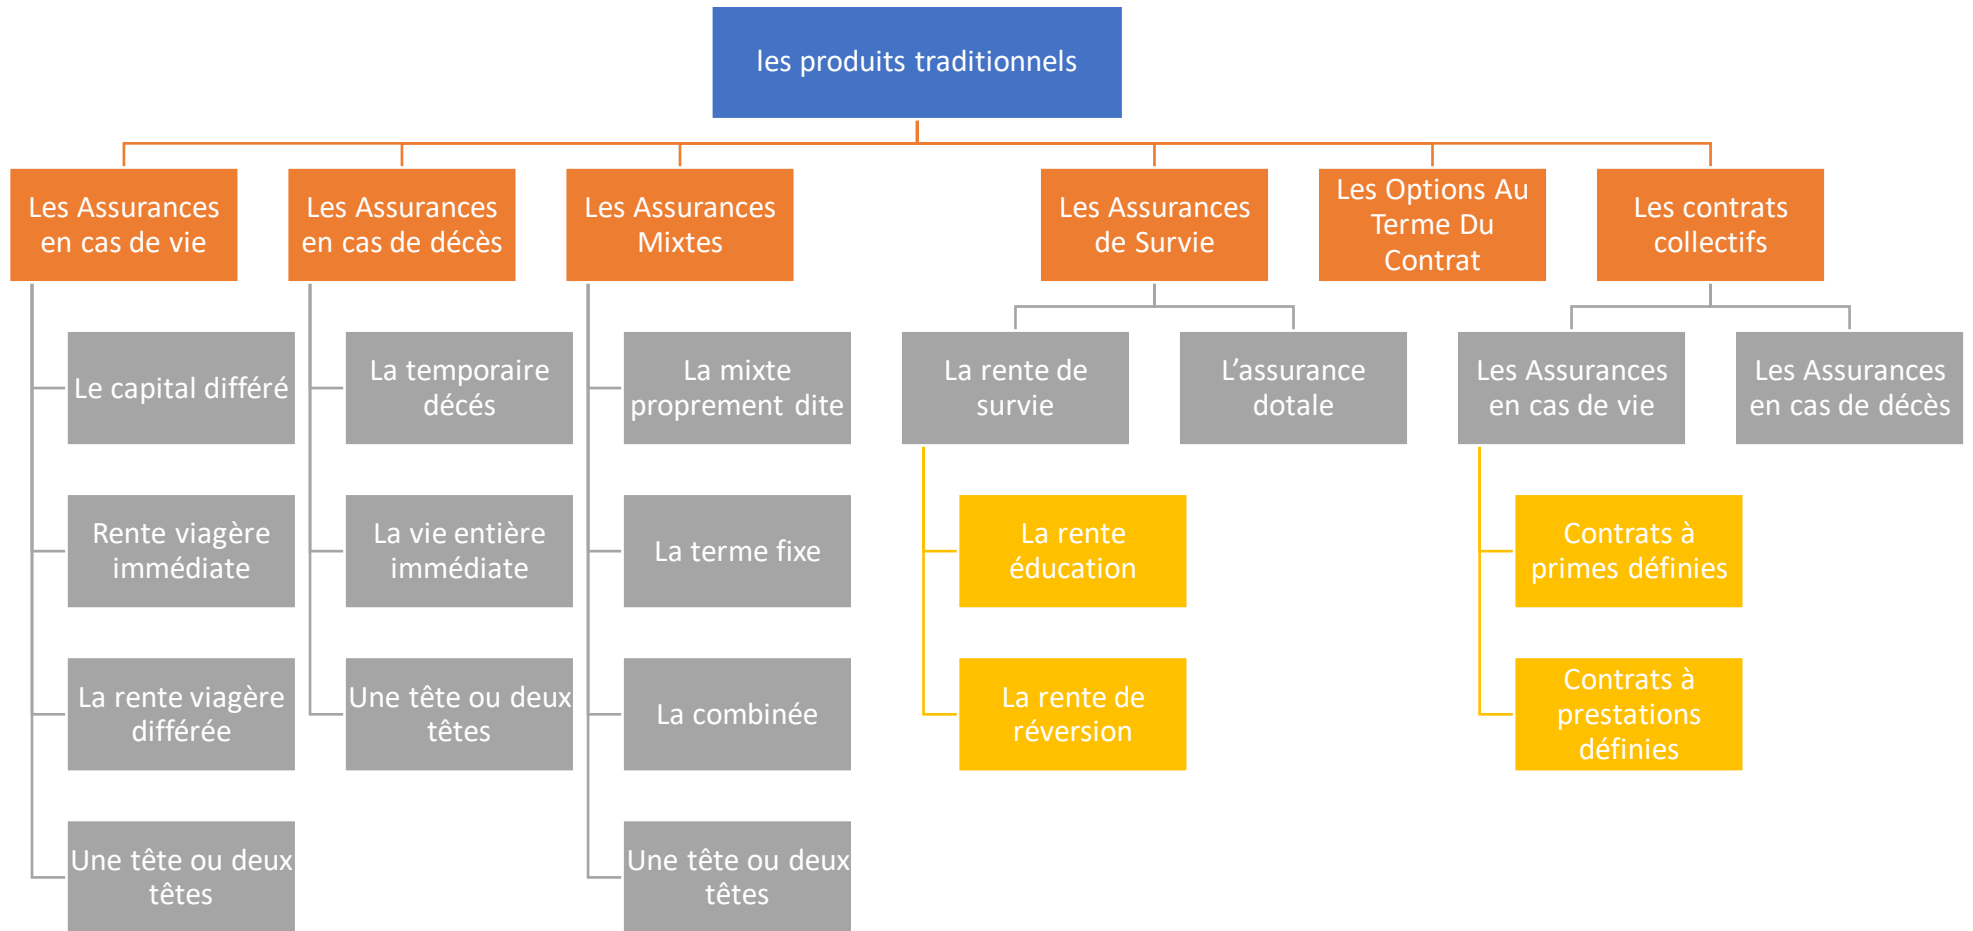 les produits traditionnels
Les Assurances
en cas de vie
Les Assurances
en cas de décès
Les Assurances
Mixtes
Les Assurances
de Survie
Les Options Au
Terme Du
Contrat
Les contrats
collectifs
Le capital différé
La temporaire
décés
La mixte
proprement dite
La rente de
survie
L’assurance
dotale
Les Assurances
en cas de vie
Les Assurances
en cas de décès
Rente viagère
immédiate
La vie entière
immédiate
La terme fixe
La rente
éducation
Contrats à
primes définies
La rente viagère
différée
Une tête ou deux
têtes
La combinée
La rente de
réversion
Contrats à
prestations
définies
Une tête ou deux
têtes
Une tête ou deux
têtes